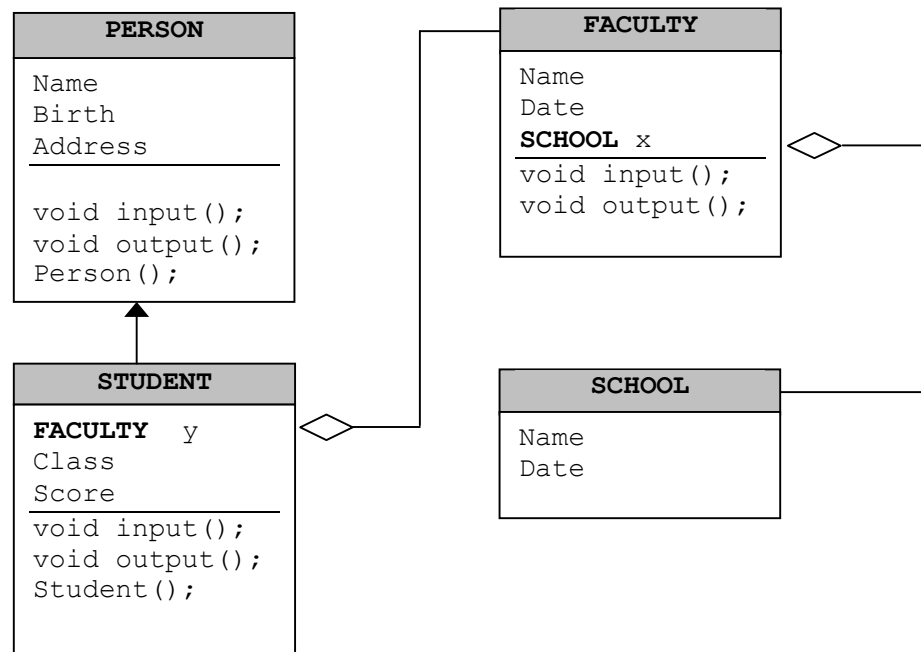 PERSON
Name
Birth
Address
void input();
void output();
Person();
FACULTY
Name
Date
SCHOOL x
void input();
void output();
STUDENT
FACULTY y
Class
Score
void input();
void output();
Student();
SCHOOL
Name
Date